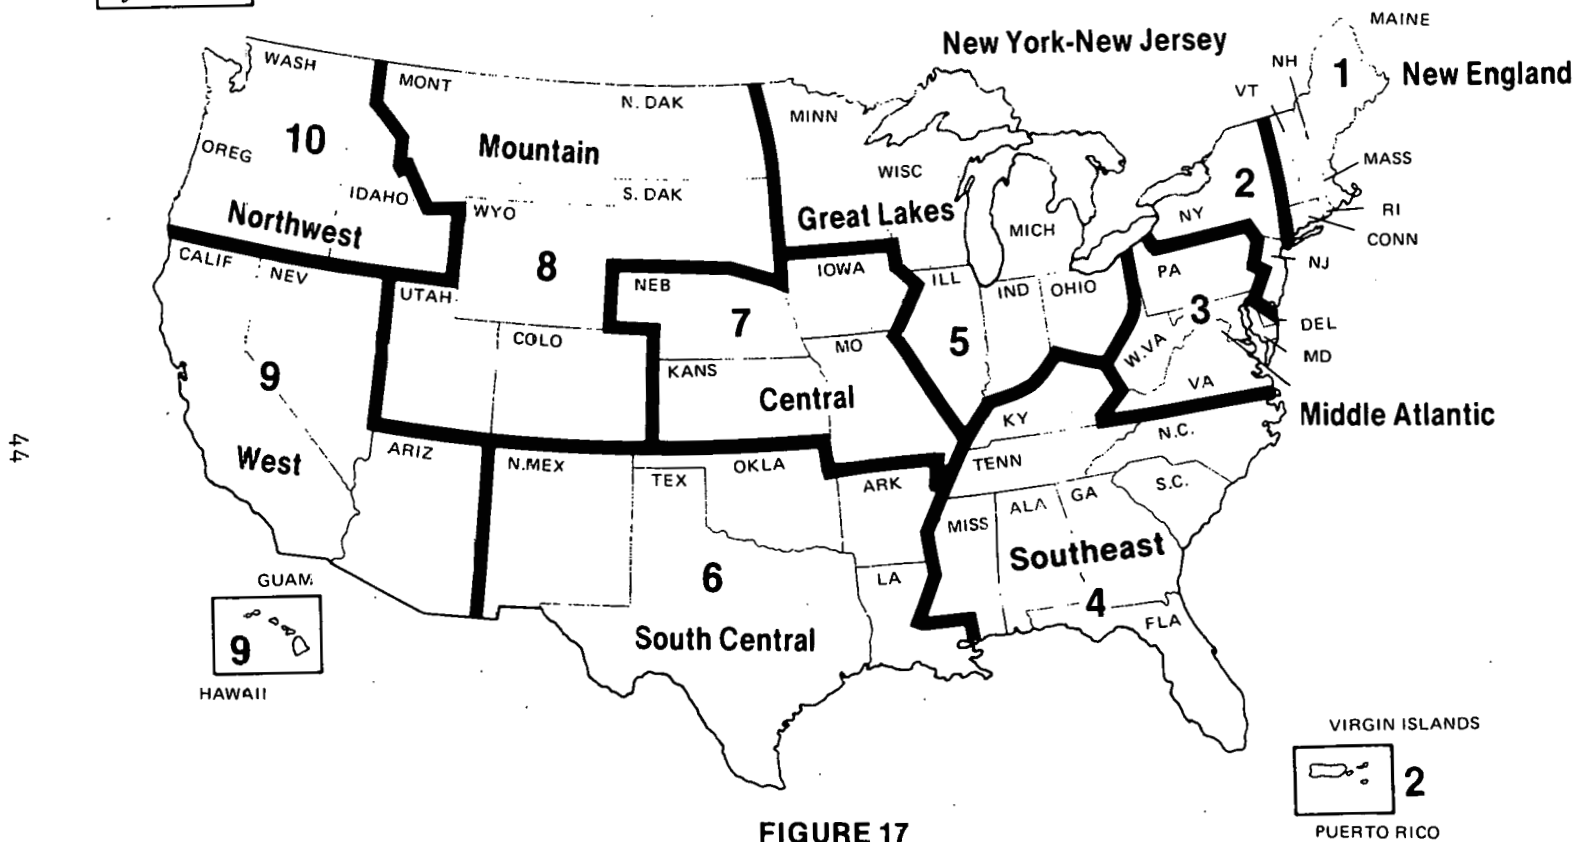 MAINE
New York-New Jersey
NH
1
New England
WASH
MONT
VT
N. DAK
MINN
10
Mountain
OREG
WISC
MASS
IDAHO
S. DAK
2
WYO
Northwest
Great Lakes
NY
RI
MICH
CONN
CALIF
NEV
8
IOWA
PA
NJ
UTAH
NEB
ILL
IND
OHIO
7
3
DEL
COLO
MO
5
W.VA
MD
9
KANS
VA
Central
KY
Middle Atlantic
44
West
ARIZ
N.MEX
TEX
OKLA
ARK
TENN
N.C.
S.C.
MISS
ALA
GA
Southeast
6
LA
4
GUAM
FLA
South Central
9
HAWAII
VIRGIN ISLANDS
2
PUERTO RICO
FIGURE 17